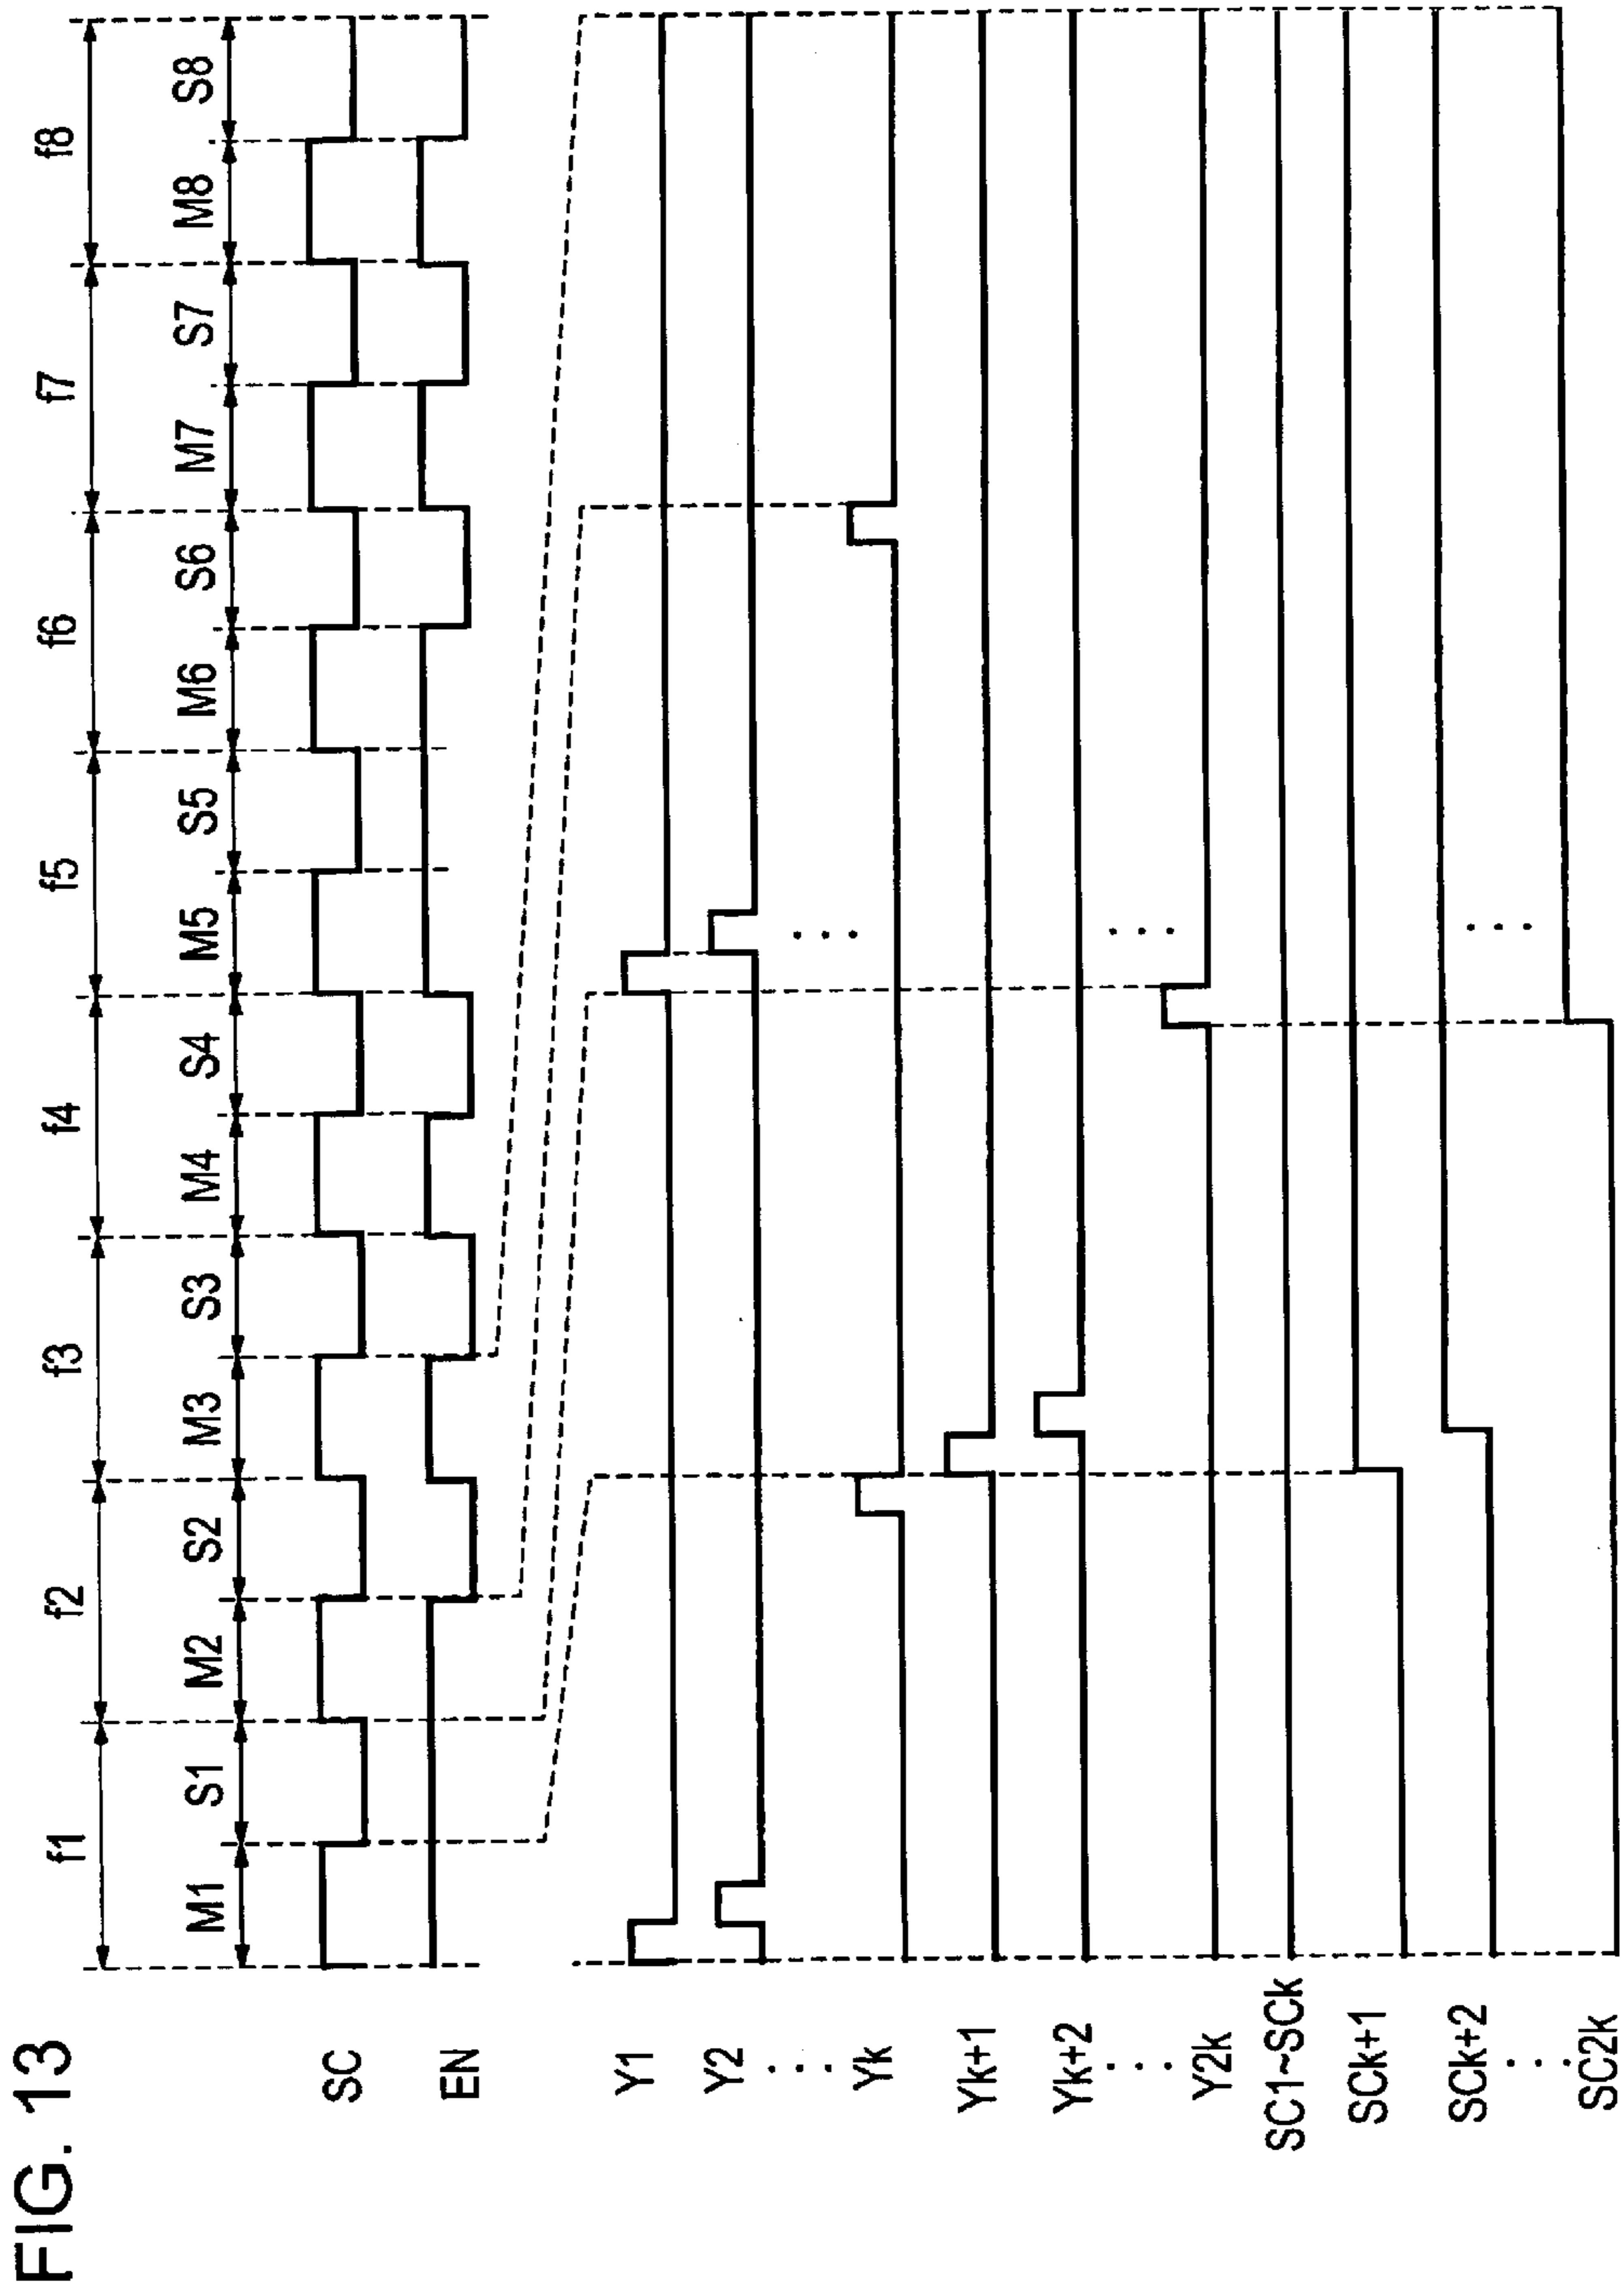 FIG. 13
f1 f2 f3 f4 f5 f6 f7 f8
M1 S1 M2 S2 M3 S3 M4 S4 M5 S5 M6 S6 M7 S7 M8 S8
SC
EN
Y1
Y2
...
Yk
Yk+1
Yk+2
...
Y2k
SC1~SCk
SCk+1
SCk+2
...
SC2k